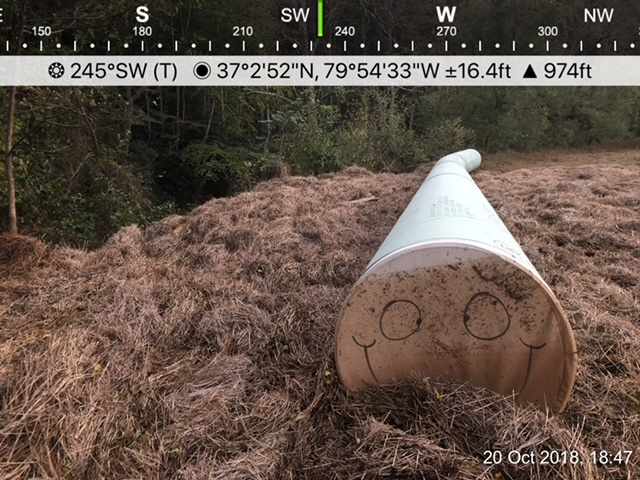 S SW W NW
150 180 210 240 270 300
245°SW (T) 37°2'52"N, 79°54'33"W ±16.4ft ▲ 974ft
20 Oct 2018, 18:47